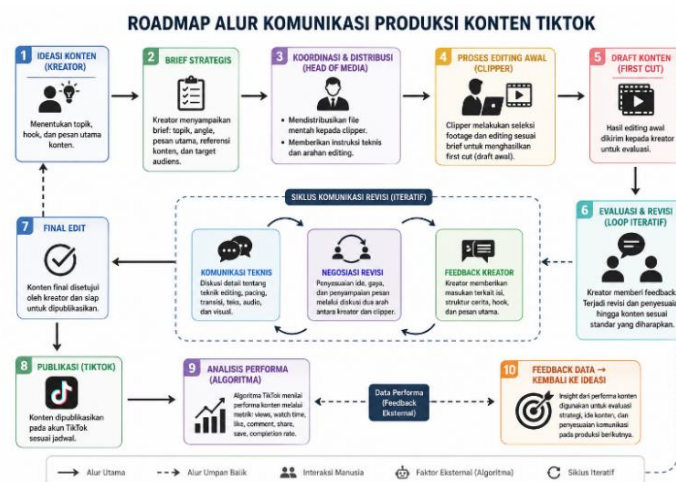 ROADMAP ALUR KOMUNIKASI PRODUKSI KONTEN TIKTOK
1
IDEASI KONTEN
(KREATOR)
Menentukan topik,
hook, dan pesan utama
konten.
2
BRIEF STRATEGIS
Kreator menyampaikan
brief: topik, angle,
pesan utama, referensi
konten, dan target
audiens.
3
KOORDINASI & DISTRIBUSI
(HEAD OF MEDIA)
• Mendistribusikan file
mentah kepada clipper.
• Memberikan instruksi teknis
dan arahan editing.
4
PROSES EDITING AWAL
(CLIPPER)
Clipper melakukan seleksi
footage dan editing sesuai
brief untuk menghasilkan
first cut (draft awal).
5
DRAFT KONTEN
(FIRST CUT)
Hasil editing awal
dikirim kepada kreator
untuk evaluasi.
6
EVALUASI & REVISI
(LOOP ITERATIF)
Kreator memberi feedback
Terjadi revisi dan penyesuaia
hingga konten sesuai
standar yang diharapkan.
SIKLUS KOMUNIKASI REVISI (ITERATIF)
KOMUNIKASI TEKNIS
Diskusi detail tentang
teknik editing, pacing,
transisi, teks, audio,
dan visual.
NEGOSIASI REVISI
Penyesuaian ide, gaya,
dan penyampaian pesan
melalui diskusi dua arah
antara kreator dan clipper.
FEEDBACK KREATOR
Kreator memberikan
masukan terkait isi,
struktur cerita, hook,
dan pesan utama.
7
FINAL EDIT
Konten final disetujui
oleh kreator dan siap
untuk dipublikasikan.
8
PUBLIKASI (TIKTOK)
Konten dipublikasikan
pada akun TikTok
sesuai jadwal.
9
ANALISIS PERFORMA
(ALGORITMA)
Algoritma TikTok menilai
performa konten melalui
metrik: views, watch time,
like, comment, share,
save, completion rate.
Data Performa
(Feedback
Eksternal)
10
FEEDBACK DATA →
KEMBALI KE IDEASI
Insight dari performa konten
digunakan untuk evaluasi
strategi, ide konten, dan
penyesuaian komunikasi
pada produksi berikutnya.
Alur Utama
Alur Umpan Balik
Interaksi Manusia
Faktor Eksternal (Algoritma)
Siklus Iteratif